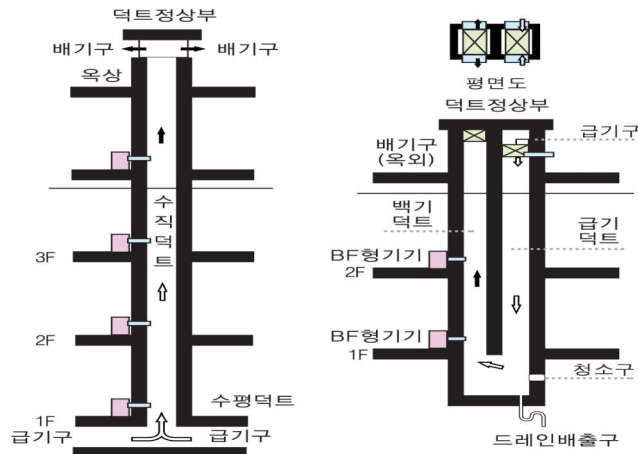 덕트정상부
배기구 배기구
옥상
수직덕트
3F
2F
1F
수평덕트
급기구 급기구
평면도
덕트정상부
급기구
배기구
(옥외)
백기
덕트
급기
덕트
BF형기기
2F
BF형기기
1F
청소구
드레인배출구